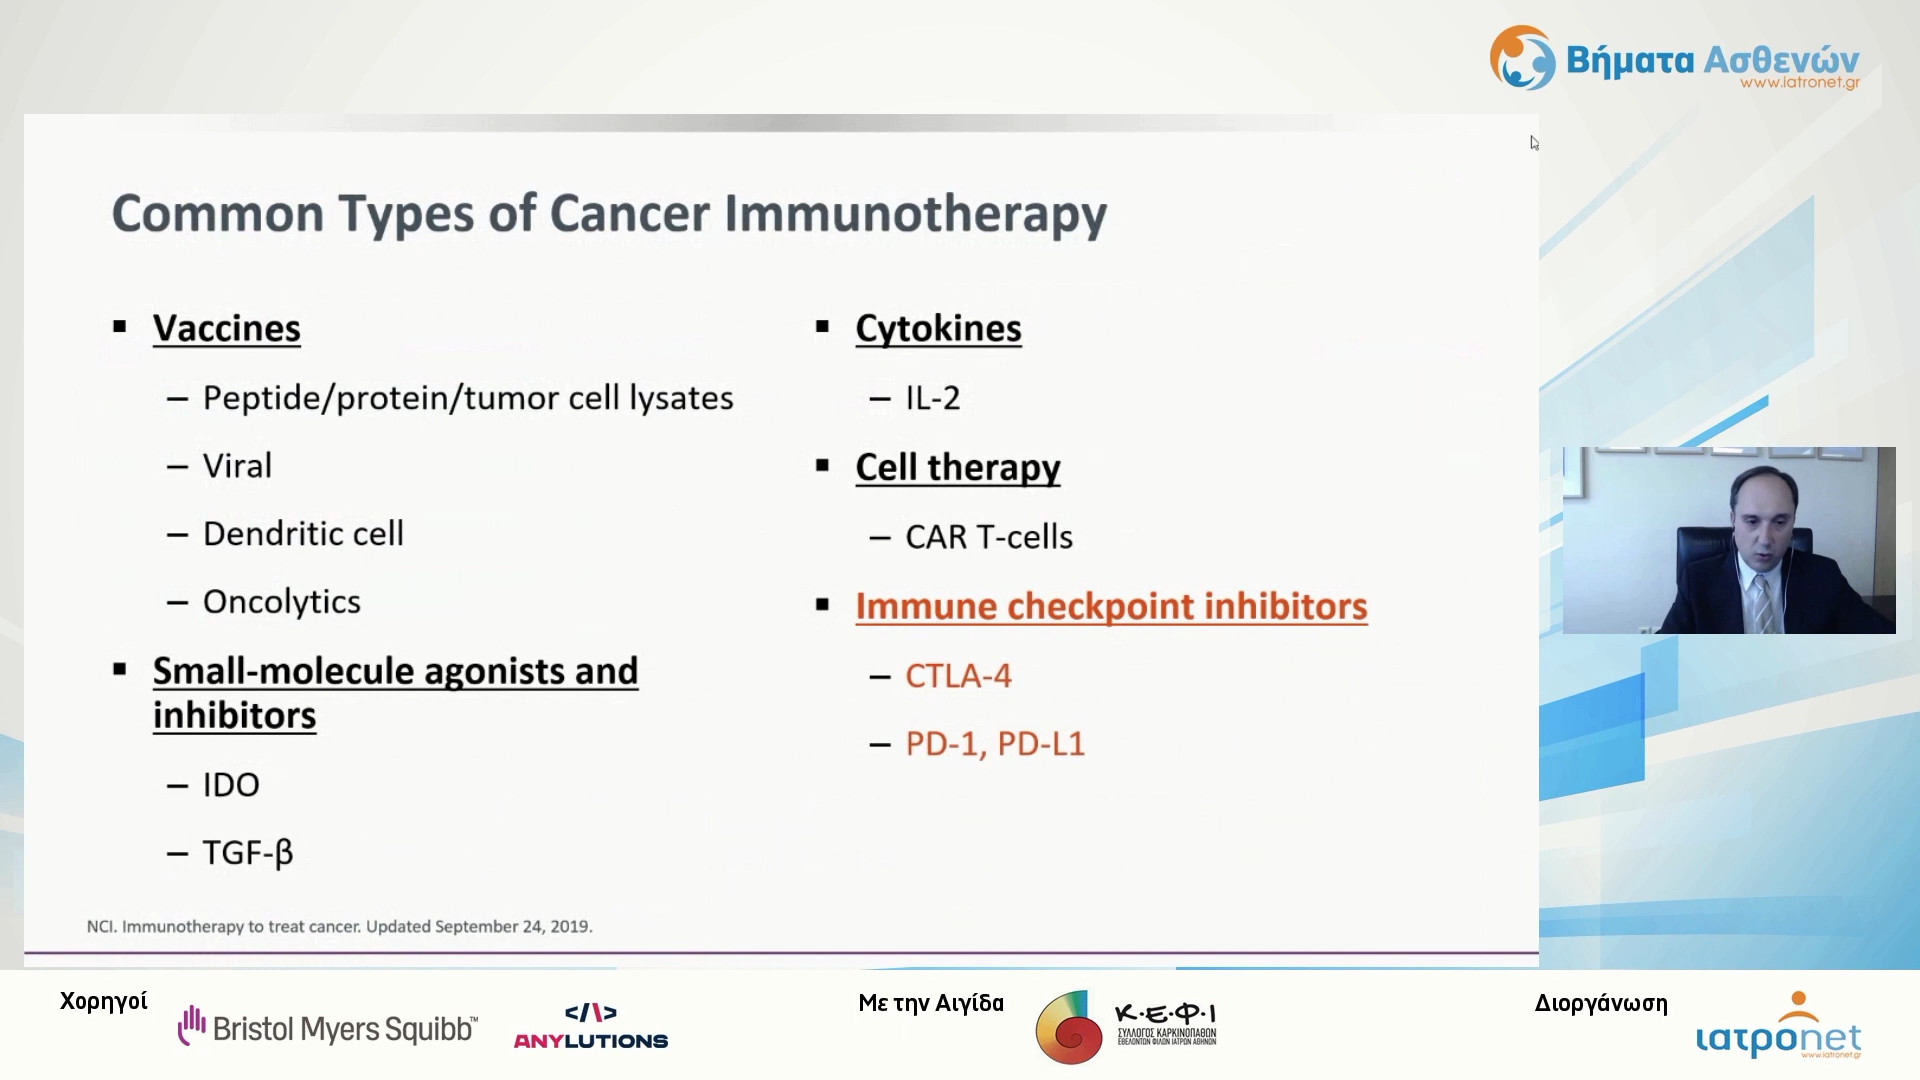 Βήματα Ασθενών
www.iatronet.gr
Common Types of Cancer Immunotherapy
▪ Vaccines
– Peptide/protein/tumor cell lysates
– Viral
– Dendritic cell
– Oncolytics
▪ Small-molecule agonists and
inhibitors
– IDO
– TGF-β
▪ Cytokines
– IL-2
▪ Cell therapy
– CAR T-cells
▪ Immune checkpoint inhibitors
– CTLA-4
– PD-1, PD-L1
NCI. Immunotherapy to treat cancer. Updated September 24, 2019.
Χορηγοί
Bristol Myers Squibb™
</\>
ANYLUTIONS
Με την Αιγίδα
Κ·Ε·Φ·Ι
ΣΥΛΛΟΓΟΣ ΚΑΡΚΙΝΟΠΑΘΩΝ
ΕΘΕΛΟΝΤΩΝ ΦΙΛΩΝ ΙΑΤΡΩΝ ΑΘΗΝΩΝ
Διοργάνωση
ιατροnet
www.iatronet.gr